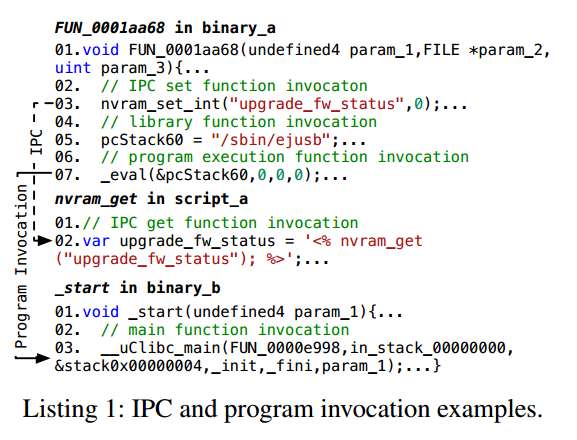 FUN_0001aa68 in binary_a
01.void FUN_0001aa68(undefined4 param_1,FILE *param_2,
uint param_3){...
02.  // IPC set function invocaton
03.  nvram_set_int("upgrade_fw_status",0);...
04.  // library function invocation
05.  pcStack60 = "/sbin/ejusb";...
06.  // program execution function invocation
07.  _eval(&pcStack60,0,0,0);...
IPC
Program Invocation
nvram_get in script_a
01.// IPC get function invocation
02.var upgrade_fw_status = '<% nvram_get
("upgrade_fw_status"); %>';...
_start in binary_b
01.void _start(undefined4 param_1){...
02.  // main function invocation
03.  __uClibc_main(FUN_0000e998,in_stack_00000000,
&stack0x00000004,_init,_fini,param_1);...}
Listing 1: IPC and program invocation examples.